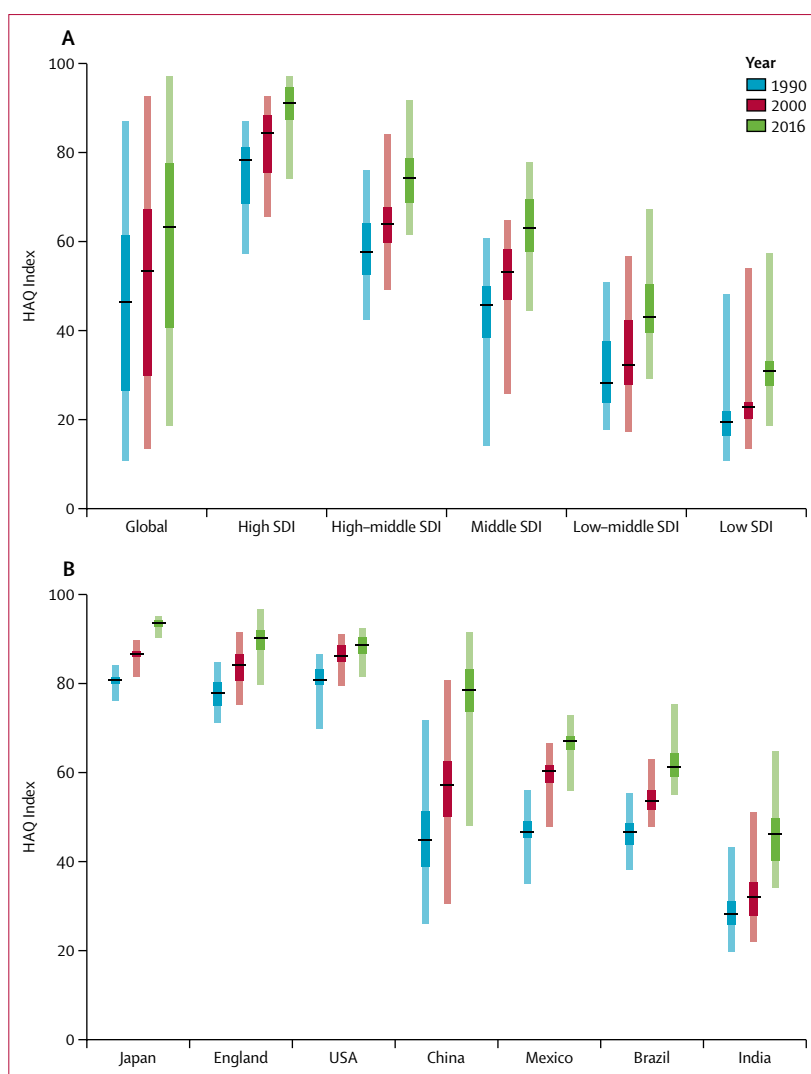 A
100
80
60
40
20
0
HAQ Index
Year
1990
2000
2016
Global High SDI High–middle SDI Middle SDI Low–middle SDI Low SDI
B
100
80
60
40
20
0
HAQ Index
Japan England USA China Mexico Brazil India